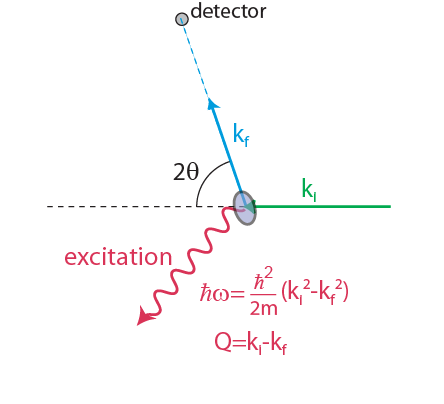 detector
k_f
2θ
k_I
excitation
ħω=ħ²/2m (k_I²-k_f²)
Q=k_I-k_f